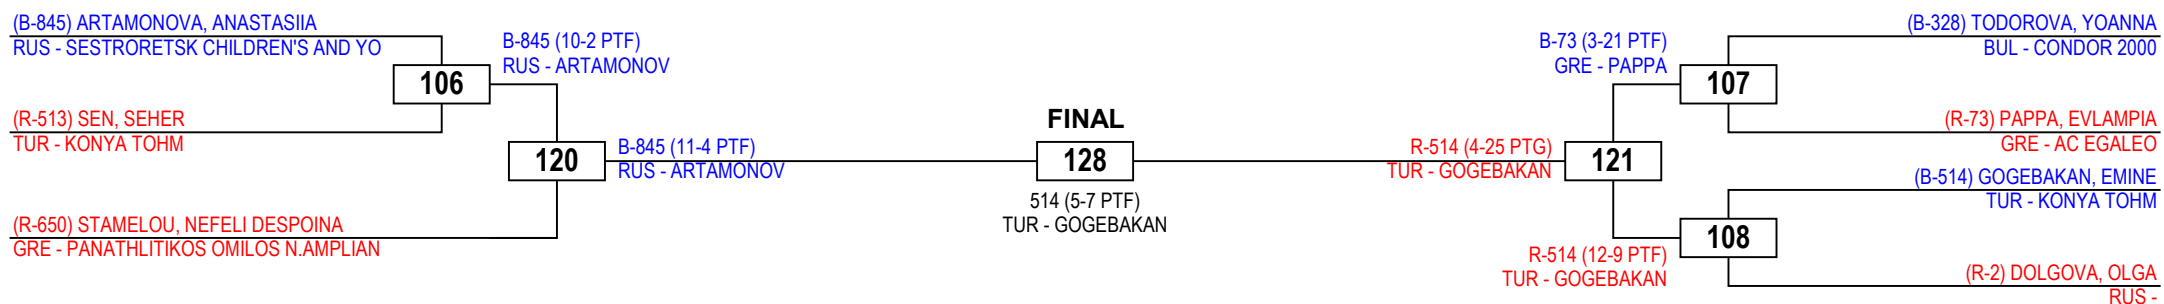 (B-845) ARTAMONOVA, ANASTASIIA
RUS - SESTRORETSK CHILDREN'S AND YO
B-845 (10-2 PTF)
RUS - ARTAMONOV
106
(R-513) SEN, SEHER
TUR - KONYA TOHM
120
B-845 (11-4 PTF)
RUS - ARTAMONOV
(R-650) STAMELOU, NEFELI DESPOINA
GRE - PANATHLITIKOS OMILOS N.AMPLIAN
FINAL
128
514 (5-7 PTF)
TUR - GOGEBAKAN
R-514 (4-25 PTG)
TUR - GOGEBAKAN
121
B-73 (3-21 PTF)
GRE - PAPPA
107
(B-328) TODOROVA, YOANNA
BUL - CONDOR 2000
(R-73) PAPPA, EVLAMPIA
GRE - AC EGALEO
(B-514) GOGEBAKAN, EMINE
TUR - KONYA TOHM
108
R-514 (12-9 PTF)
TUR - GOGEBAKAN
(R-2) DOLGOVA, OLGA
RUS -